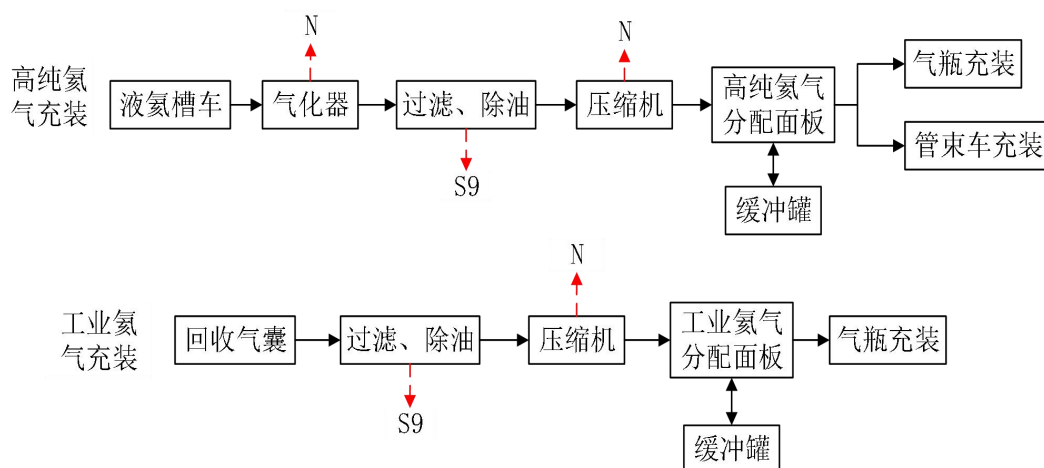 N
N
高纯氦
气充装
液氦槽车
气化器
过滤、除油
压缩机
高纯氦气
分配面板
气瓶充装
管束车充装
S9
缓冲罐
N
工业氦
气充装
回收气囊
过滤、除油
压缩机
工业氦气
分配面板
气瓶充装
S9
缓冲罐